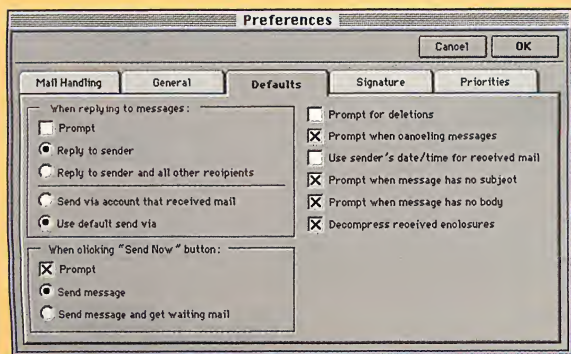 Preferences
Cancel
OK
Mail Handling
General
Defaults
Signature
Priorities
When replying to messages:
Prompt
Reply to sender
Reply to sender and all other recipients
Send via account that received mail
Use default send via
When clicking "Send Now" button:
Prompt
Send message
Send message and get waiting mail
Prompt for deletions
Prompt when canceling messages
Use sender's date/time for received mail
Prompt when message has no subject
Prompt when message has no body
Decompress received enclosures